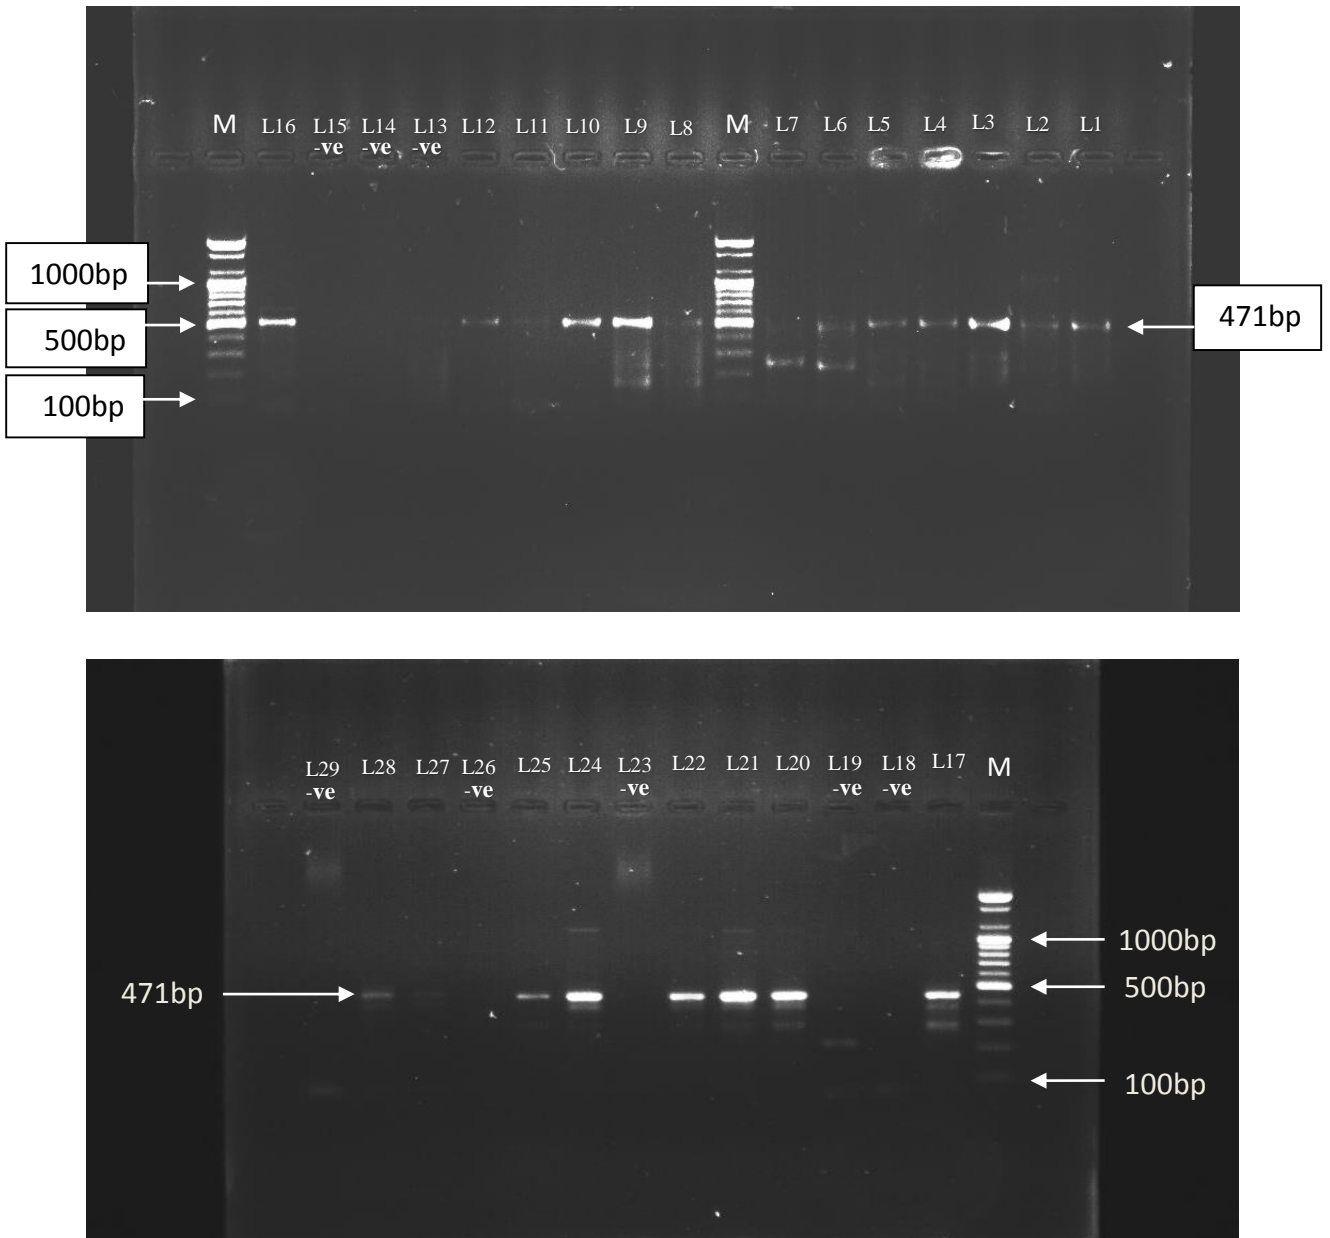 M L16 L15 L14 L13 L12 L11 L10 L9 L8 M L7 L6 L5 L4 L3 L2 L1
-ve -ve -ve
1000bp
500bp
100bp
471bp
L29 L28 L27 L26 L25 L24 L23 L22 L21 L20 L19 L18 L17 M
-ve -ve -ve -ve -ve
1000bp
471bp
500bp
100bp